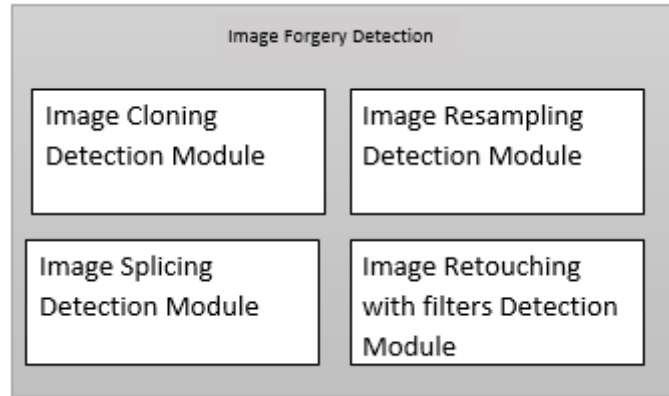 Image Forgery Detection
Image Cloning
Detection Module
Image Resampling
Detection Module
Image Splicing
Detection Module
Image Retouching
with filters Detection
Module